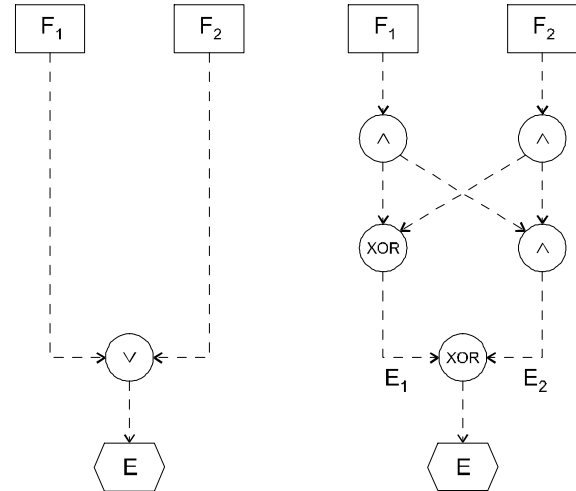 F₁ F₂ F₁ F₂
∧ ∧
XOR ∧
∨ XOR
E₁ E₂
E E